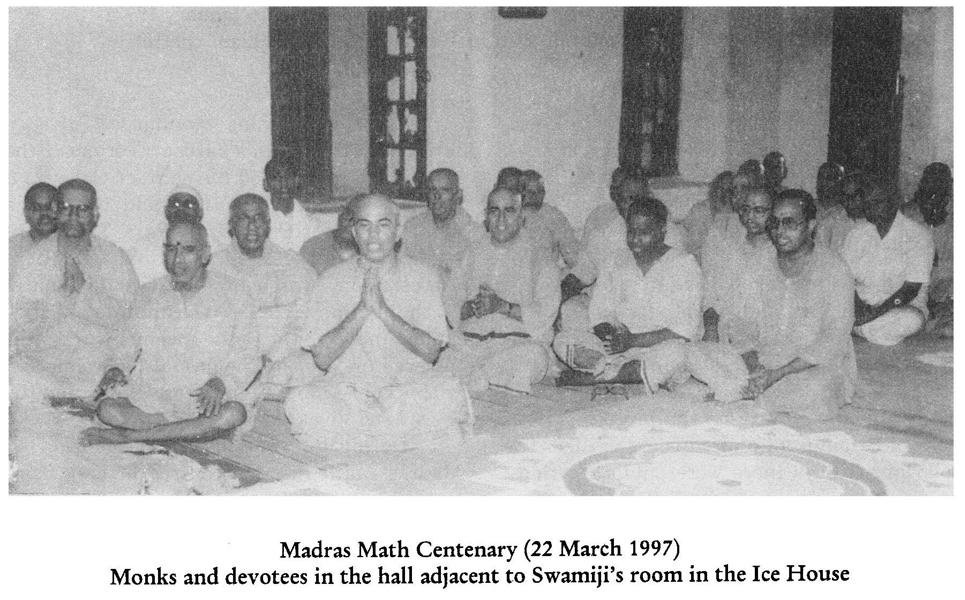 Madras Math Centenary (22 March 1997)
Monks and devotees in the hall adjacent to Swamiji's room in the Ice House